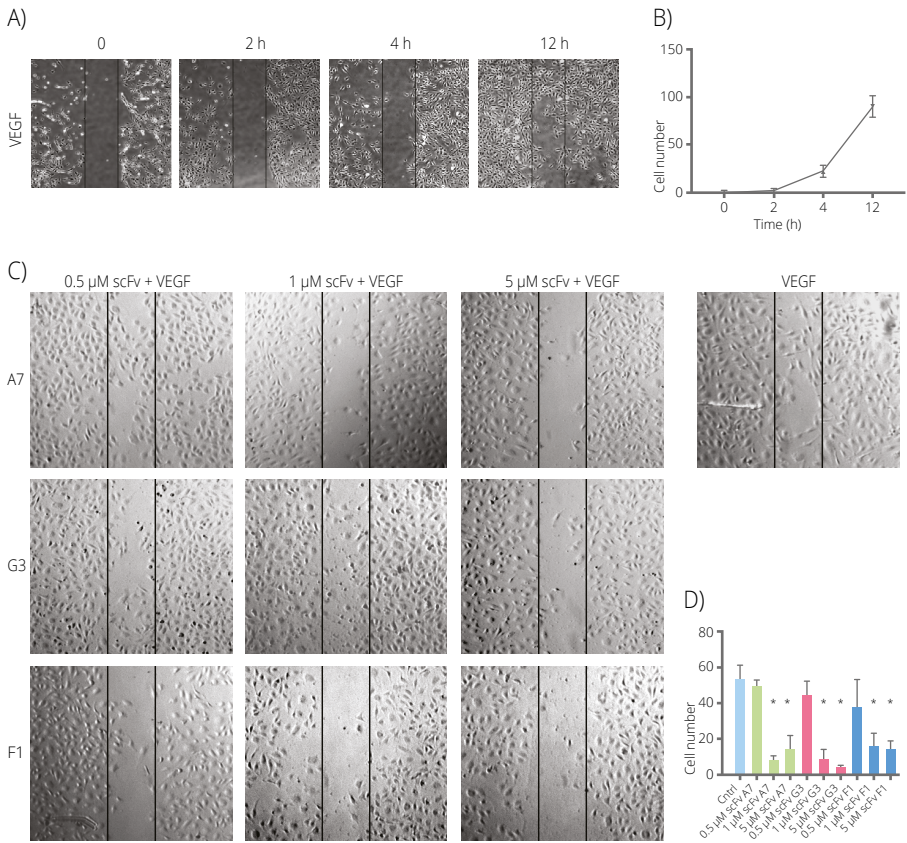 A)
0
2 h
4 h
12 h
VEGF
B)
150
100
50
0
Cell number
0
2
4
12
Time (h)
C)
0.5 µM scFv + VEGF
1 µM scFv + VEGF
5 µM scFv + VEGF
VEGF
A7
G3
F1
D)
80
60
40
20
0
Cell number
* * * * * *
Cntrl
0.5 µM scFv A7
1 µM scFv A7
5 µM scFv A7
0.5 µM scFv G3
1 µM scFv G3
5 µM scFv G3
0.5 µM scFv F1
1 µM scFv F1
5 µM scFv F1